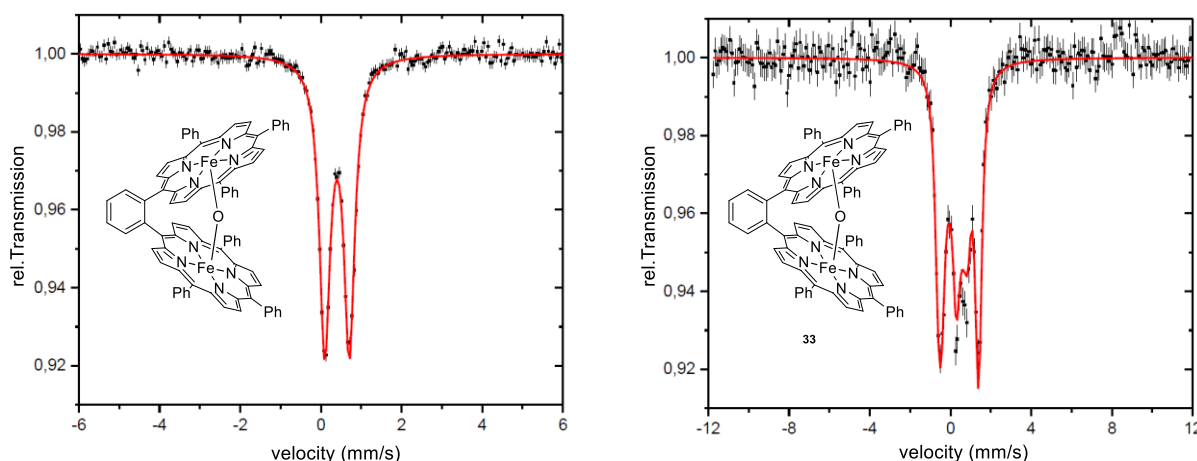 1,00
0,98
0,96
0,94
0,92
rel.Transmission
-6
-4
-2
0
2
4
6
velocity (mm/s)
Ph
Ph
N
Fe
N
N
N
Ph
O
Ph
N
N
Fe
N
N
Ph
Ph
1,00
0,98
0,96
0,94
0,92
rel.Transmission
-12
-8
-4
0
4
8
12
velocity (mm/s)
Ph
Ph
N
Fe
N
N
N
Ph
O
Ph
N
N
Fe
N
N
Ph
Ph
33